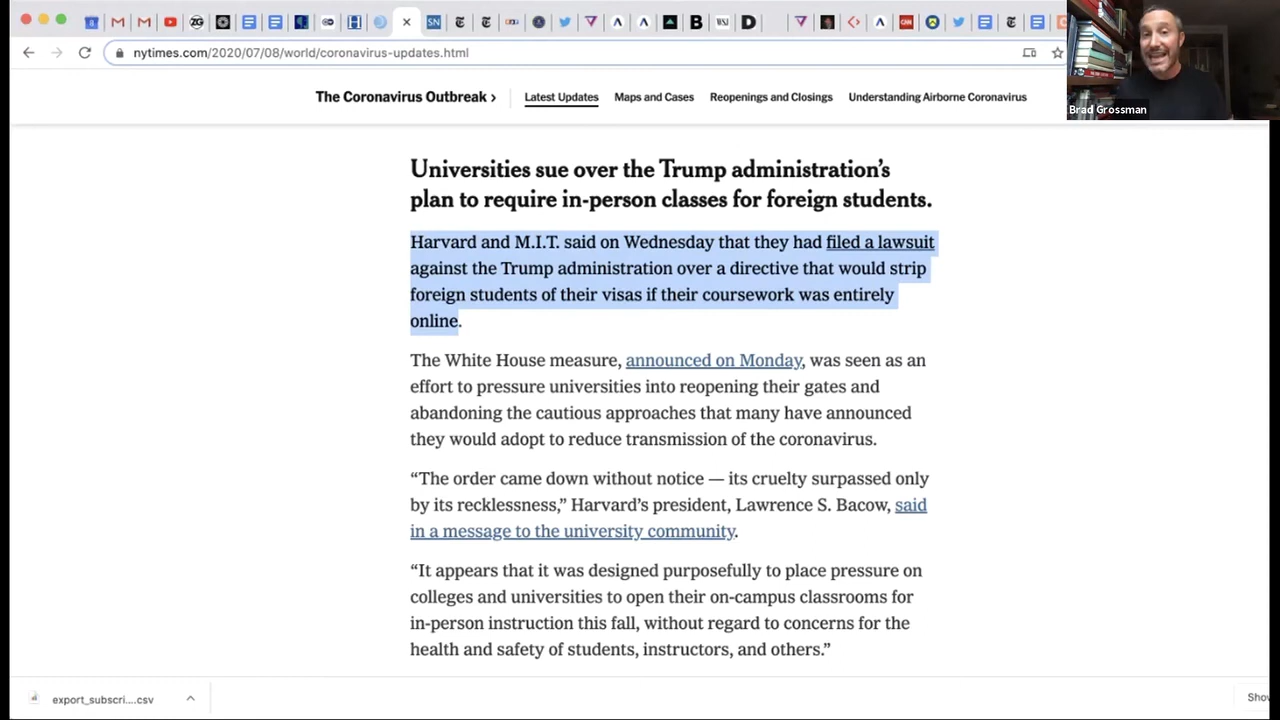 nytimes.com/2020/07/08/world/coronavirus-updates.html
Brad Grossman
The Coronavirus Outbreak >
Latest Updates
Maps and Cases
Reopenings and Closings
Understanding Airborne Coronavirus
Universities sue over the Trump administration’s
plan to require in-person classes for foreign students.
Harvard and M.I.T. said on Wednesday that they had filed a lawsuit
against the Trump administration over a directive that would strip
foreign students of their visas if their coursework was entirely
online.
The White House measure, announced on Monday, was seen as an
effort to pressure universities into reopening their gates and
abandoning the cautious approaches that many have announced
they would adopt to reduce transmission of the coronavirus.
“The order came down without notice — its cruelty surpassed only
by its recklessness,” Harvard’s president, Lawrence S. Bacow, said
in a message to the university community.
“It appears that it was designed purposefully to place pressure on
colleges and universities to open their on-campus classrooms for
in-person instruction this fall, without regard to concerns for the
health and safety of students, instructors, and others.”
export_subscri....csv
Show